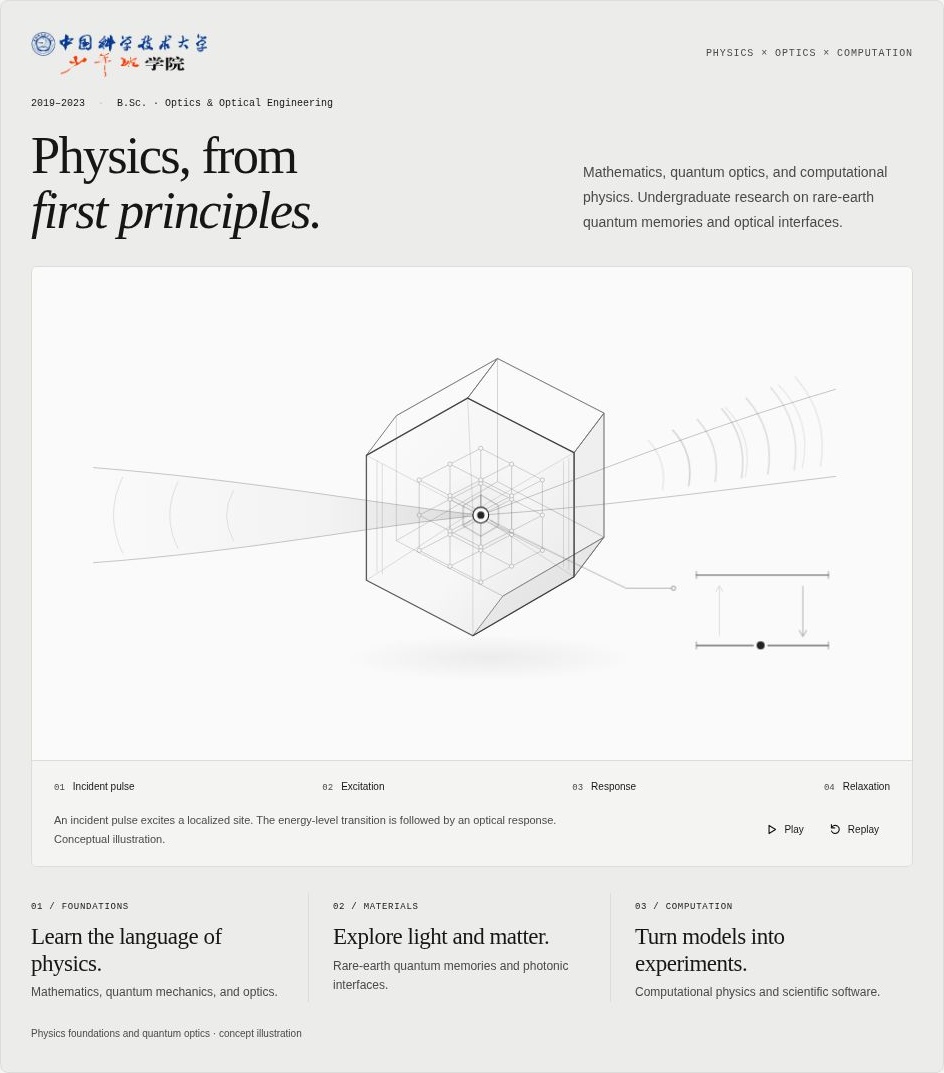 中国科学技术大学
少年班学院
PHYSICS × OPTICS × COMPUTATION
2019–2023 · B.Sc. · Optics & Optical Engineering
Physics, from
first principles.
Mathematics, quantum optics, and computational
physics. Undergraduate research on rare-earth
quantum memories and optical interfaces.
01 Incident pulse
02 Excitation
03 Response
04 Relaxation
An incident pulse excites a localized site. The energy-level transition is followed by an optical response.
Conceptual illustration.
Play
Replay
01 / FOUNDATIONS
Learn the language of
physics.
Mathematics, quantum mechanics, and optics.
02 / MATERIALS
Explore light and matter.
Rare-earth quantum memories and photonic
interfaces.
03 / COMPUTATION
Turn models into
experiments.
Computational physics and scientific software.
Physics foundations and quantum optics · concept illustration